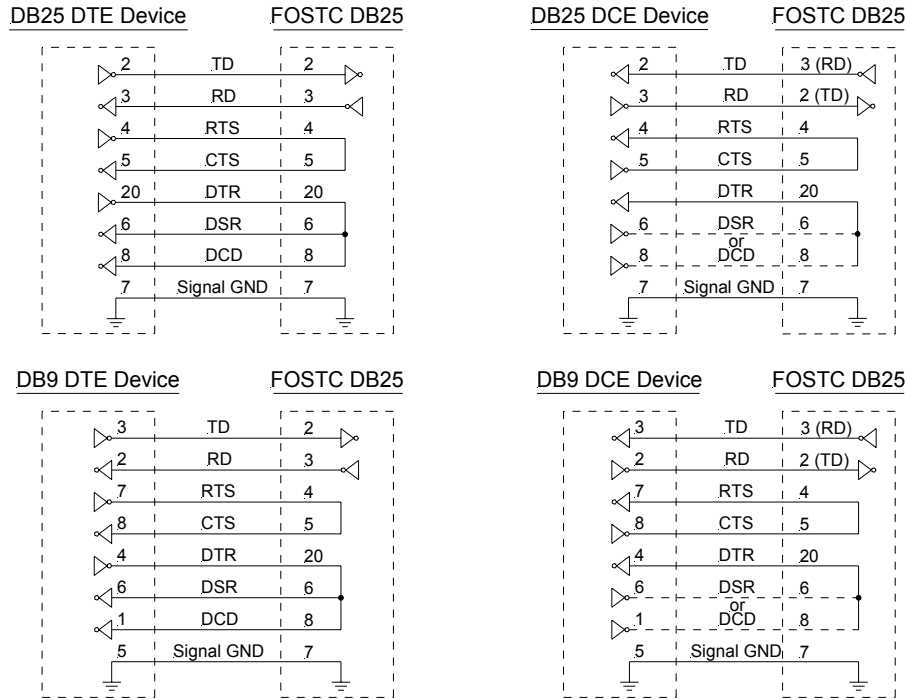 DB25 DTE Device FOSTC DB25
2 TD 2
3 RD 3
4 RTS 4
5 CTS 5
20 DTR 20
6 DSR 6
8 DCD 8
7 Signal GND 7
DB25 DCE Device FOSTC DB25
2 TD 3 (RD)
3 RD 2 (TD)
4 RTS 4
5 CTS 5
DTR 20
6 DSR 6
or
8 DCD 8
7 Signal GND 7
DB9 DTE Device FOSTC DB25
3 TD 2
2 RD 3
7 RTS 4
8 CTS 5
4 DTR 20
6 DSR 6
1 DCD 8
5 Signal GND 7
DB9 DCE Device FOSTC DB25
3 TD 3 (RD)
2 RD 2 (TD)
7 RTS 4
8 CTS 5
4 DTR 20
6 DSR 6
or
1 DCD 8
5 Signal GND 7